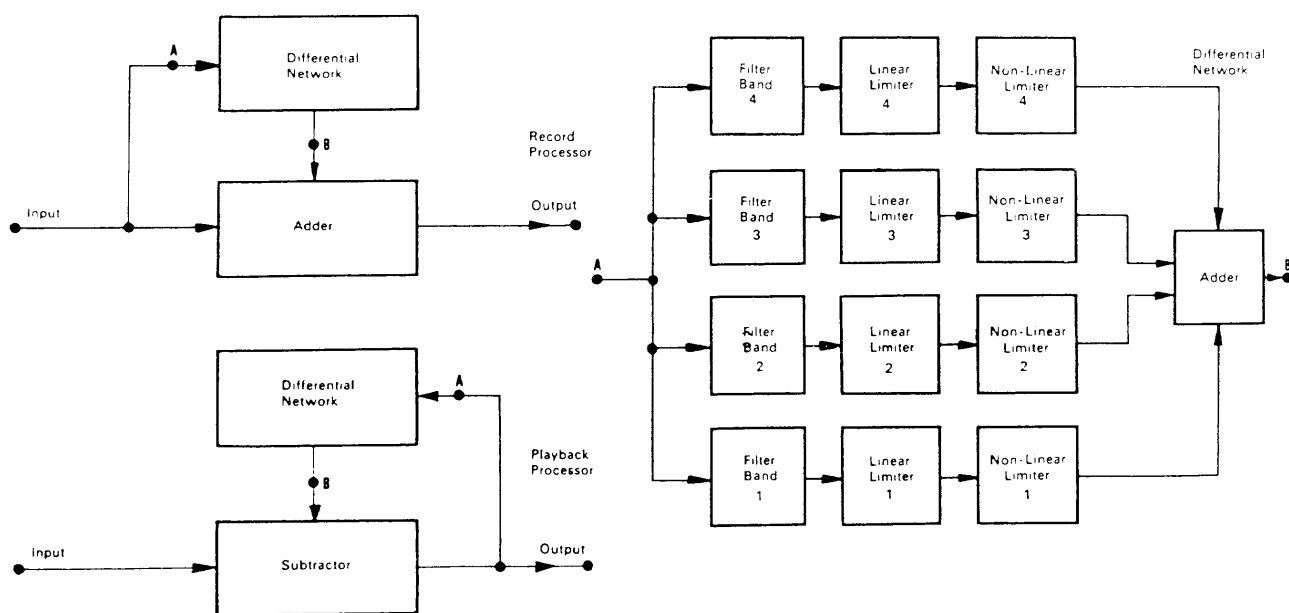 A
Differential
Network
B
Record
Processor
Input
Adder
Output
Differential
Network
A
B
Playback
Processor
Input
Subtractor
Output
Differential
Network
Filter
Band
4
Linear
Limiter
4
Non-Linear
Limiter
4
Filter
Band
3
Linear
Limiter
3
Non-Linear
Limiter
3
A
Adder
B
Filter
Band
2
Linear
Limiter
2
Non-Linear
Limiter
2
Filter
Band
1
Linear
Limiter
1
Non-Linear
Limiter
1